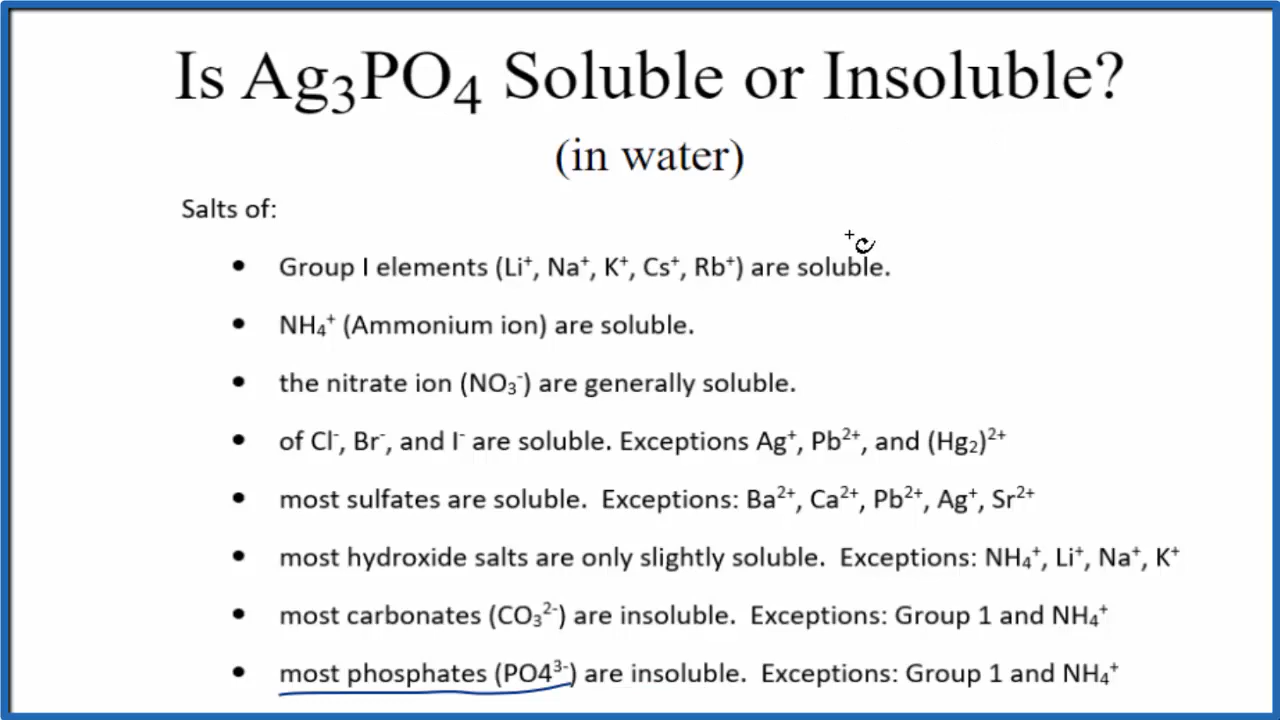 Is Ag₃PO₄ Soluble or Insoluble?
(in water)
Salts of:
• Group I elements (Li⁺, Na⁺, K⁺, Cs⁺, Rb⁺) are soluble.
• NH₄⁺ (Ammonium ion) are soluble.
• the nitrate ion (NO₃⁻) are generally soluble.
• of Cl⁻, Br⁻, and I⁻ are soluble. Exceptions Ag⁺, Pb²⁺, and (Hg₂)²⁺
• most sulfates are soluble.  Exceptions: Ba²⁺, Ca²⁺, Pb²⁺, Ag⁺, Sr²⁺
• most hydroxide salts are only slightly soluble.  Exceptions: NH₄⁺, Li⁺, Na⁺, K⁺
• most carbonates (CO₃²⁻) are insoluble.  Exceptions: Group 1 and NH₄⁺
• most phosphates (PO4³⁻) are insoluble.  Exceptions: Group 1 and NH₄⁺